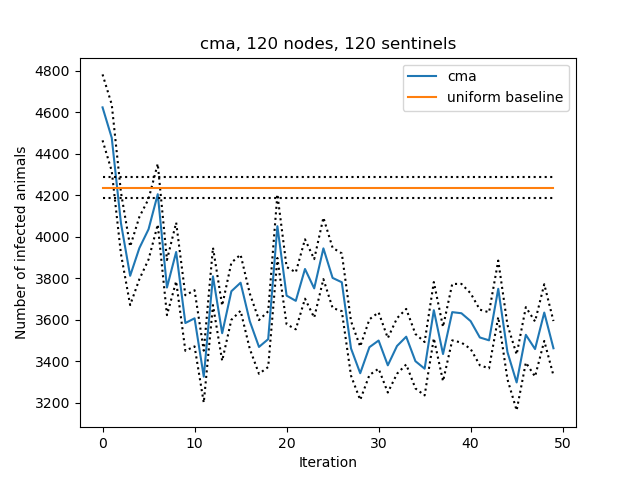 cma, 120 nodes, 120 sentinels
cma
uniform baseline
4800
4600
4400
4200
4000
3800
3600
3400
3200
Number of infected animals
0 10 20 30 40 50
Iteration